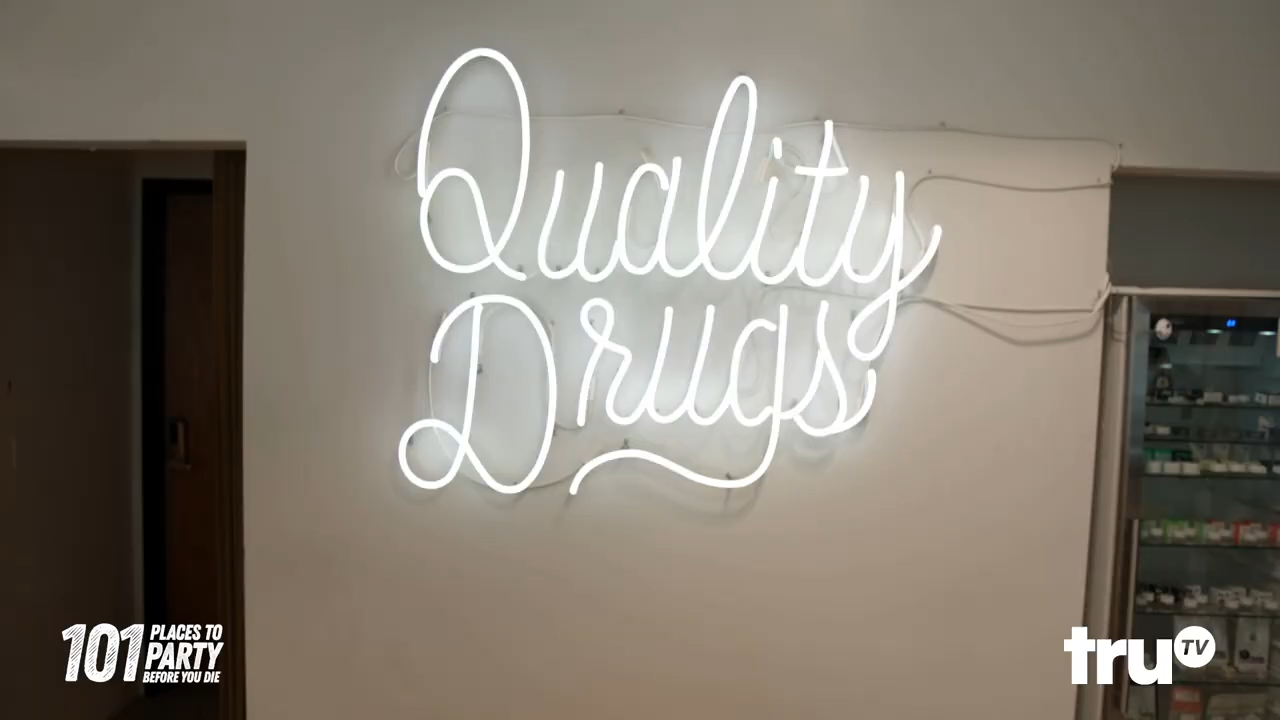 Quality
Drugs
101 PLACES TO
PARTY
BEFORE YOU DIE
truTV